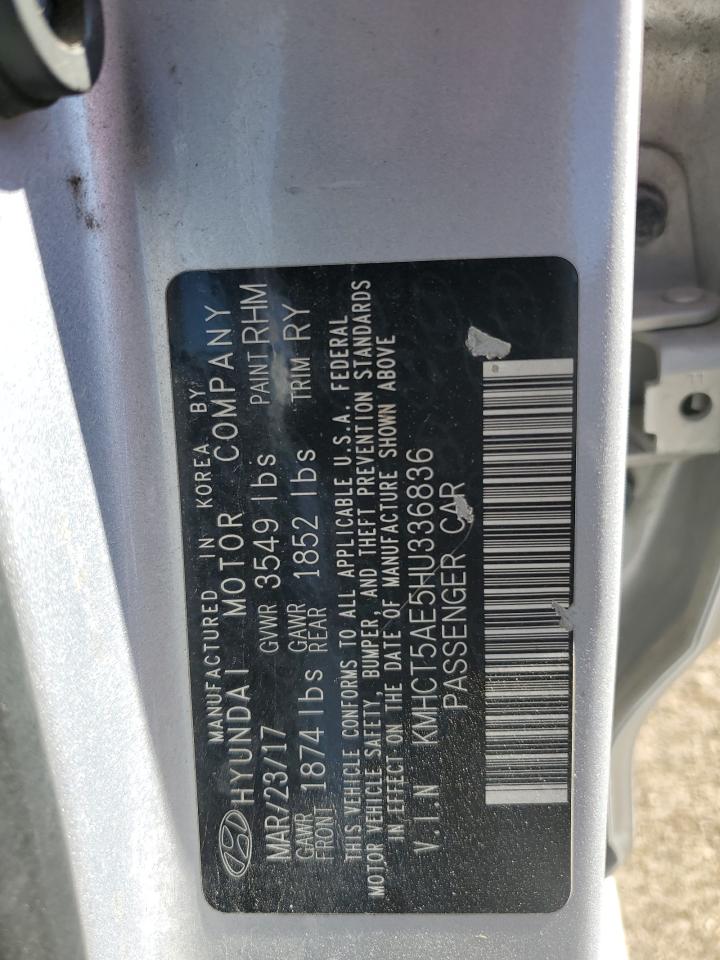 MANUFACTURED IN KOREA BY
HYUNDAI MOTOR COMPANY
MAR/23/17 GVWR 3549 lbs PAINT RHM
GAWR FRONT 1874 lbs GAWR REAR 1852 lbs TRIM RY
THIS VEHICLE CONFORMS TO ALL APPLICABLE U.S.A. FEDERAL
MOTOR VEHICLE SAFETY, BUMPER, AND THEFT PREVENTION STANDARDS
IN EFFECT ON THE DATE OF MANUFACTURE SHOWN ABOVE
V.I.N KMHCT5AE5HU336836
PASSENGER CAR